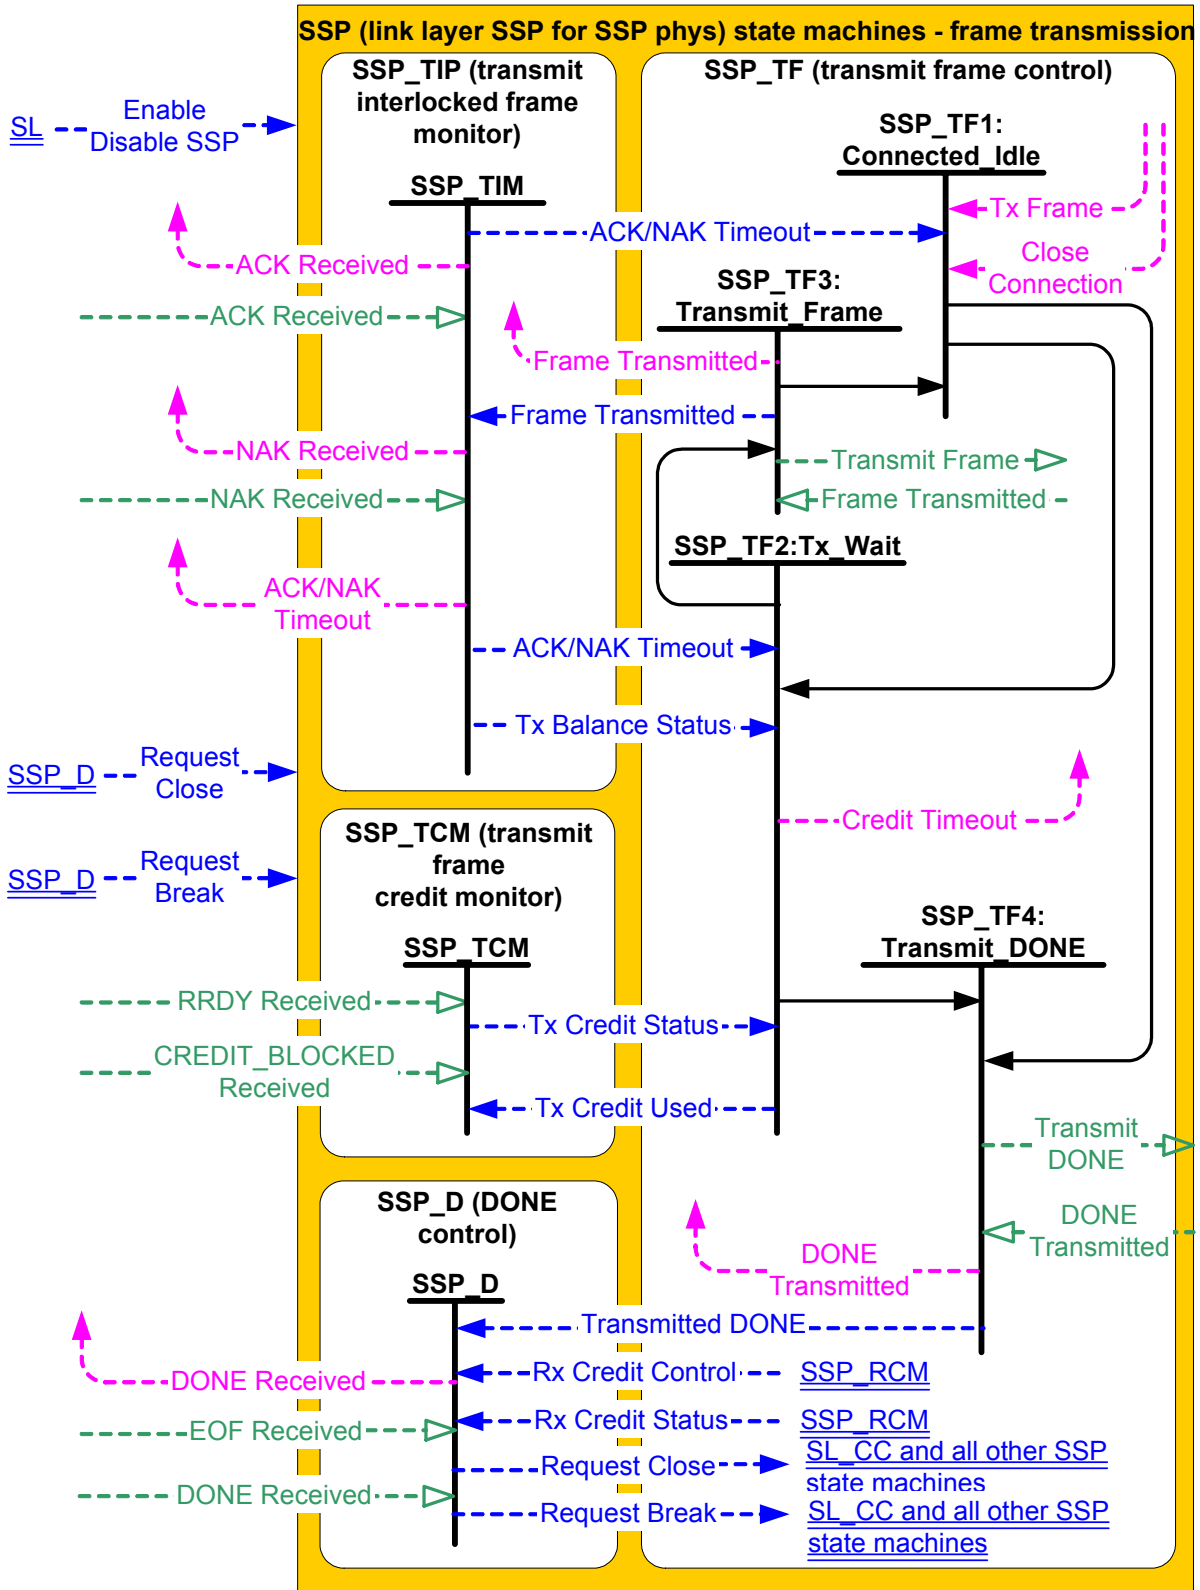 SSP (link layer SSP for SSP phys) state machines - frame transmission
SSP_TIP (transmit
interlocked frame
monitor)
SSP_TF (transmit frame control)
SL
Enable
Disable SSP
SSP_TF1:
Connected_Idle
SSP_TIM
Tx Frame
ACK/NAK Timeout
ACK Received
Close
Connection
SSP_TF3:
Transmit_Frame
ACK Received
Frame Transmitted
Frame Transmitted
NAK Received
Transmit Frame
NAK Received
Frame Transmitted
SSP_TF2:Tx_Wait
ACK/NAK
Timeout
ACK/NAK Timeout
Tx Balance Status
SSP_D
Request
Close
Credit Timeout
SSP_TCM (transmit
frame
credit monitor)
SSP_D
Request
Break
SSP_TF4:
Transmit_DONE
SSP_TCM
RRDY Received
Tx Credit Status
CREDIT_BLOCKED
Received
Tx Credit Used
Transmit
DONE
SSP_D (DONE
control)
DONE
Transmitted
DONE
Transmitted
SSP_D
Transmitted DONE
DONE Received
Rx Credit Control
SSP_RCM
EOF Received
Rx Credit Status
SSP_RCM
Request Close
SL_CC and all other SSP
state machines
DONE Received
Request Break
SL_CC and all other SSP
state machines